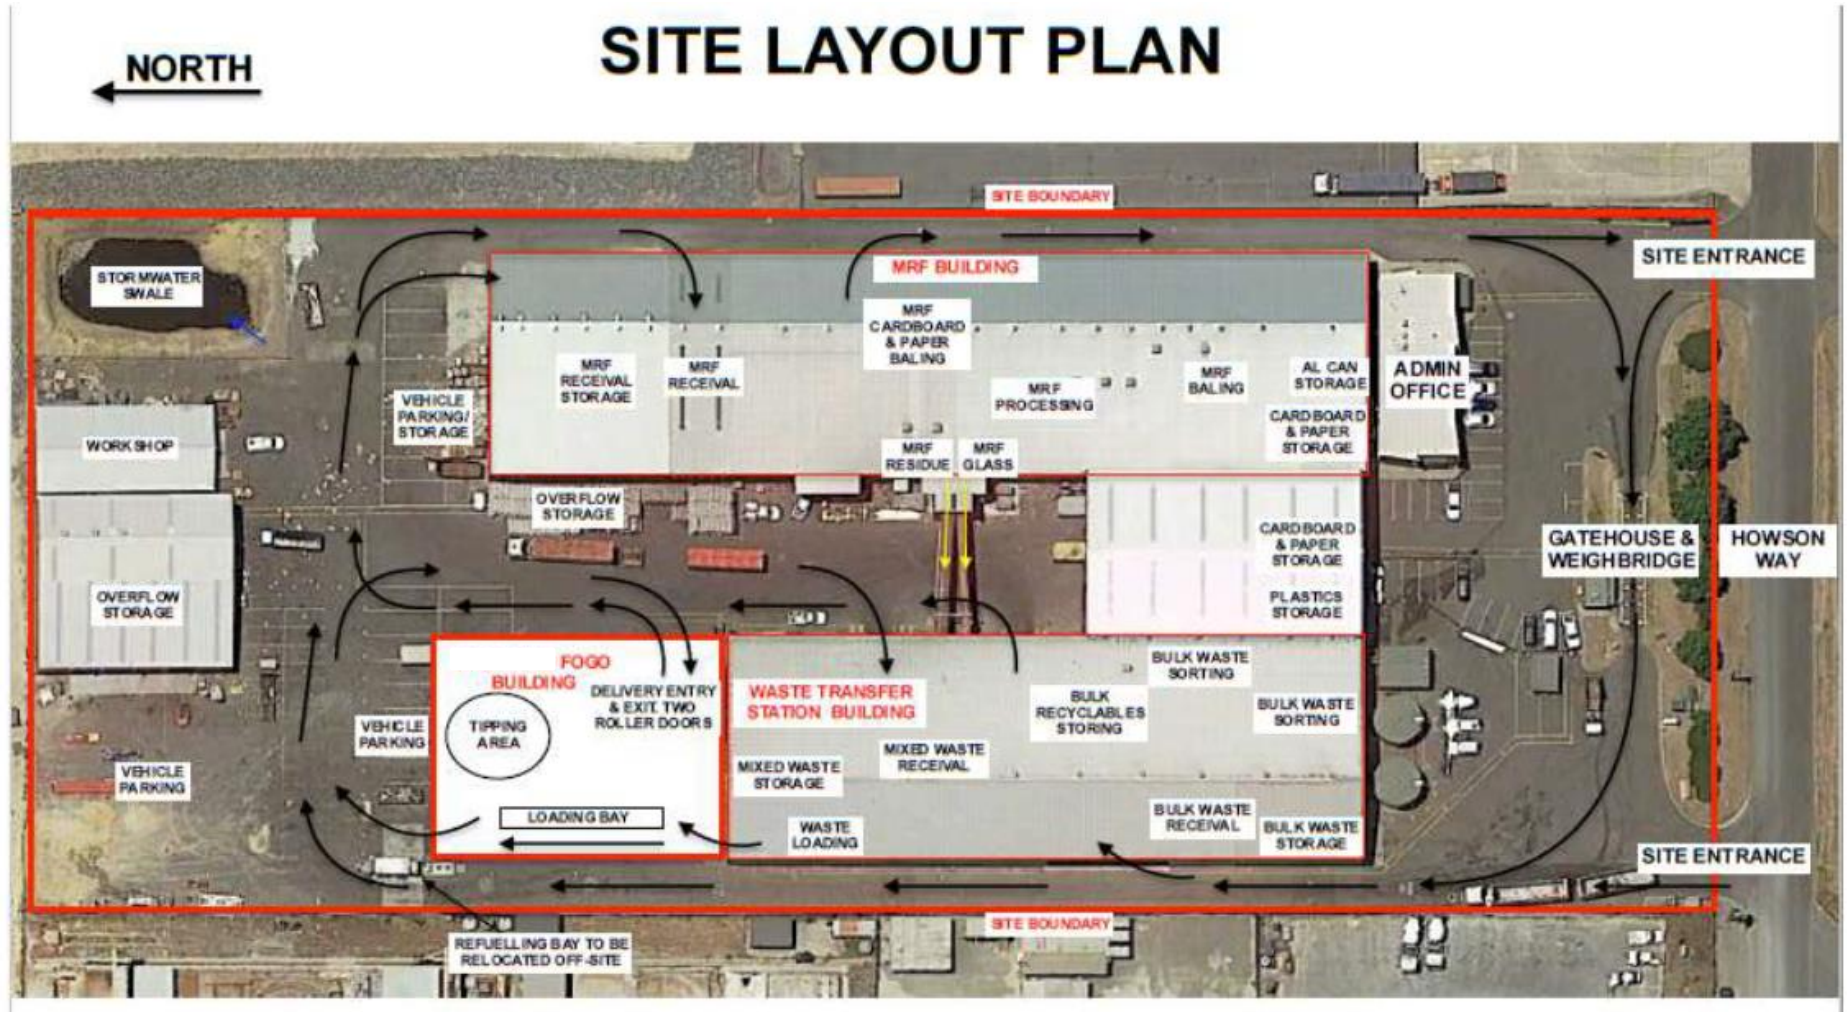 SITE LAYOUT PLAN
NORTH
SITE BOUNDARY
SITE ENTRANCE
MRF BUILDING
STORMWATER
SWALE
MRF
CARDBOARD
& PAPER
BALING
MRF
RECEIVAL
STORAGE
MRF
RECEIVAL
MRF
PROCESSING
MRF
BALING
AL CAN
STORAGE
ADMIN
OFFICE
CARDBOARD
& PAPER
STORAGE
VEHICLE
PARKING/
STORAGE
WORKSHOP
MRF
RESIDUE
MRF
GLASS
OVERFLOW
STORAGE
CARDBOARD
& PAPER
STORAGE
PLASTICS
STORAGE
GATEHOUSE &
WEIGHBRIDGE
HOWSON
WAY
OVERFLOW
STORAGE
FOGO
BUILDING
DELIVERY ENTRY
& EXIT. TWO
ROLLER DOORS
TIPPING
AREA
WASTE TRANSFER
STATION BUILDING
BULK WASTE
SORTING
BULK
RECYCLABLES
STORING
BULK WASTE
SORTING
VEHICLE
PARKING
MIXED WASTE
RECEIVAL
MIXED WASTE
STORAGE
VEHICLE
PARKING
LOADING BAY
WASTE
LOADING
BULK WASTE
RECEIVAL
BULK WASTE
STORAGE
SITE ENTRANCE
SITE BOUNDARY
REFUELLING BAY TO BE
RELOCATED OFF-SITE